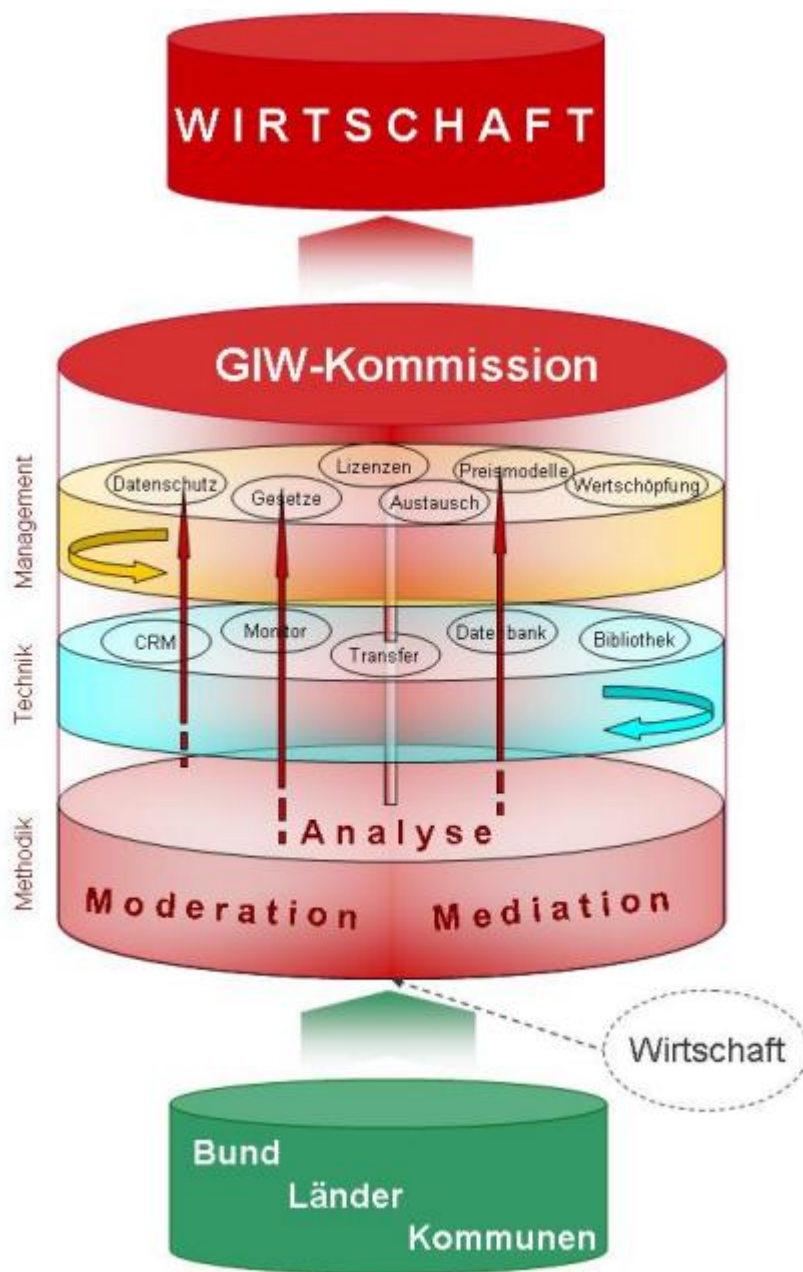 WIRTSCHAFT
GIW-Kommission
Management
Datenschutz
Gesetze
Lizenzen
Austausch
Preismodelle
Wertschöpfung
Technik
CRM
Monitor
Transfer
Datenbank
Bibliothek
Methodik
Analyse
Moderation
Mediation
Wirtschaft
Bund
Länder
Kommunen